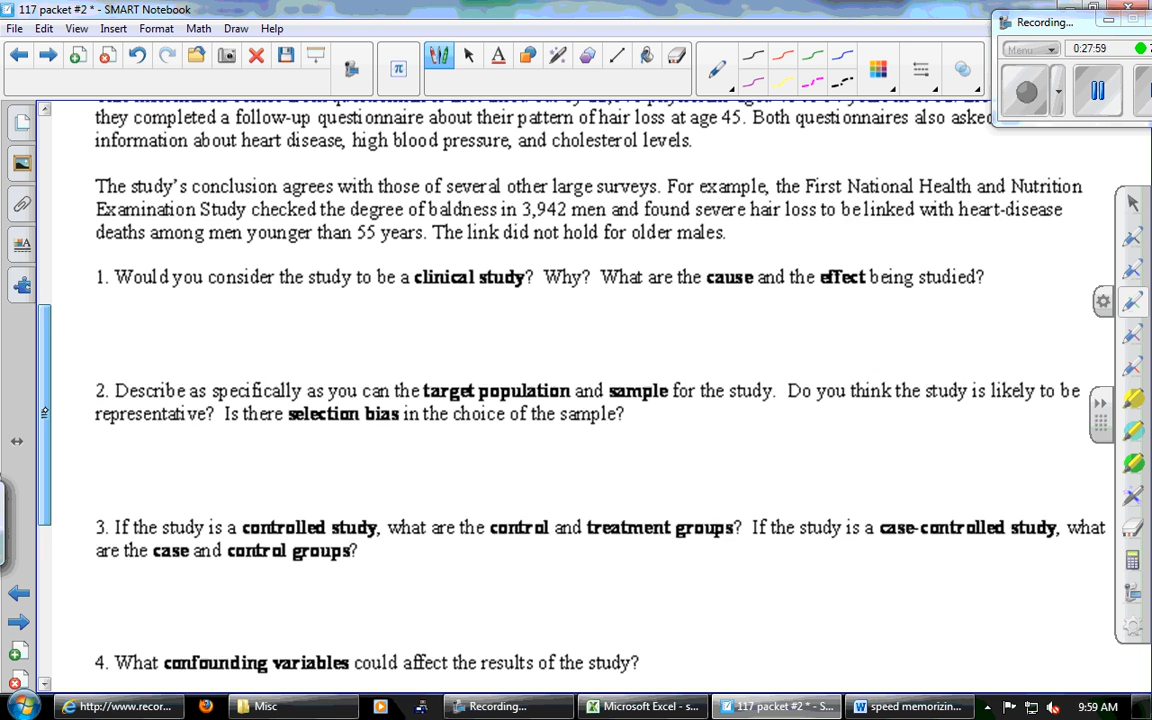 117 packet #2 * - SMART Notebook
File Edit View Insert Format Math Draw Help
Recording...
Menu
0:27:59
they completed a follow-up questionnaire about their pattern of hair loss at age 45. Both questionnaires also asked
information about heart disease, high blood pressure, and cholesterol levels.
The study's conclusion agrees with those of several other large surveys. For example, the First National Health and Nutrition
Examination Study checked the degree of baldness in 3,942 men and found severe hair loss to be linked with heart-disease
deaths among men younger than 55 years. The link did not hold for older males.
1. Would you consider the study to be a clinical study? Why? What are the cause and the effect being studied?
2. Describe as specifically as you can the target population and sample for the study. Do you think the study is likely to be
representative? Is there selection bias in the choice of the sample?
3. If the study is a controlled study, what are the control and treatment groups? If the study is a case-controlled study, what
are the case and control groups?
4. What confounding variables could affect the results of the study?
http://www.recor... Misc Recording... Microsoft Excel - s... 117 packet #2 * - S... speed memorizin... 9:59 AM